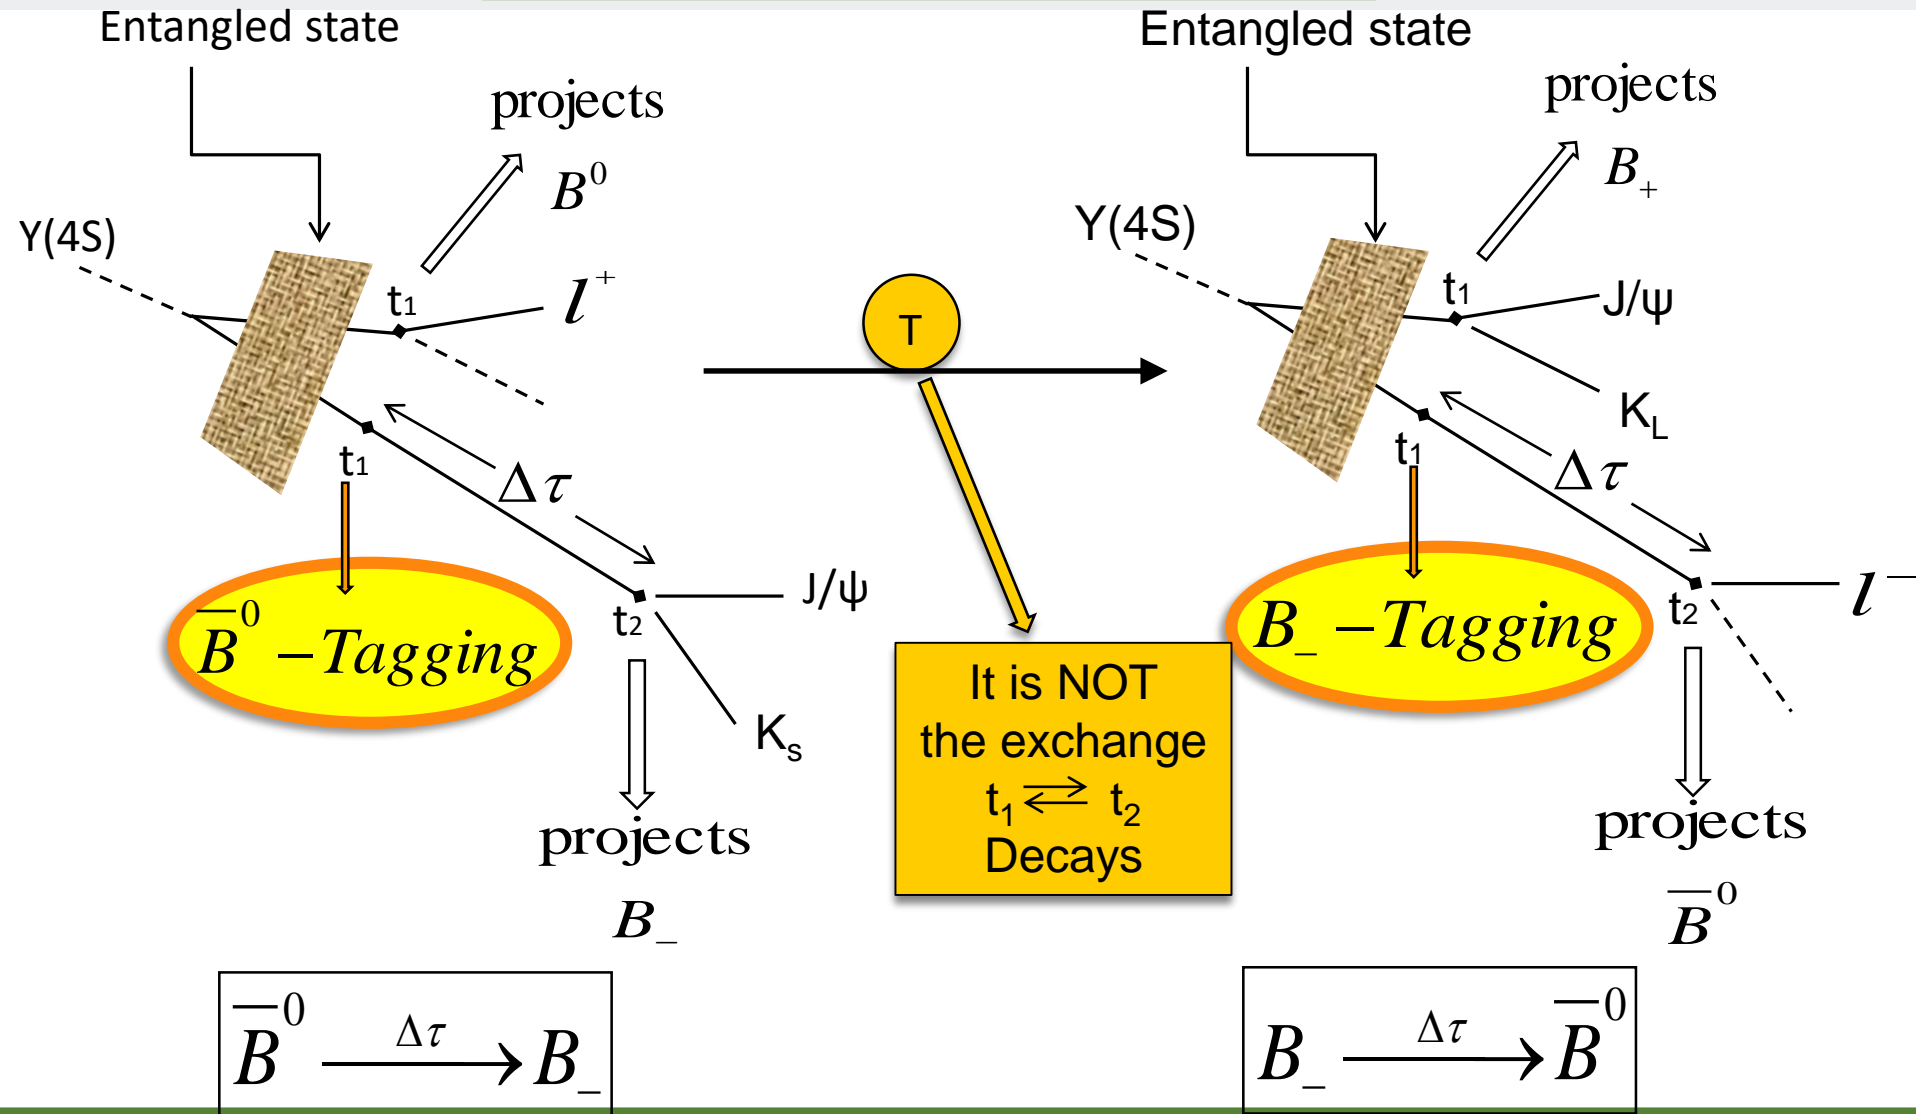 Entangled state
projects
B⁰
Υ(4S)
t₁
l⁺
t₁
Δτ
B̅⁰ –Tagging
t₂
J/ψ
Kₛ
projects
B₋
B̅⁰ →(Δτ) B₋
T
It is NOT
the exchange
t₁ ⇄ t₂
Decays
Entangled state
projects
B₊
Υ(4S)
t₁
J/ψ
K_L
t₁
Δτ
B₋ –Tagging
t₂
l⁻
projects
B̅⁰
B₋ →(Δτ) B̅⁰